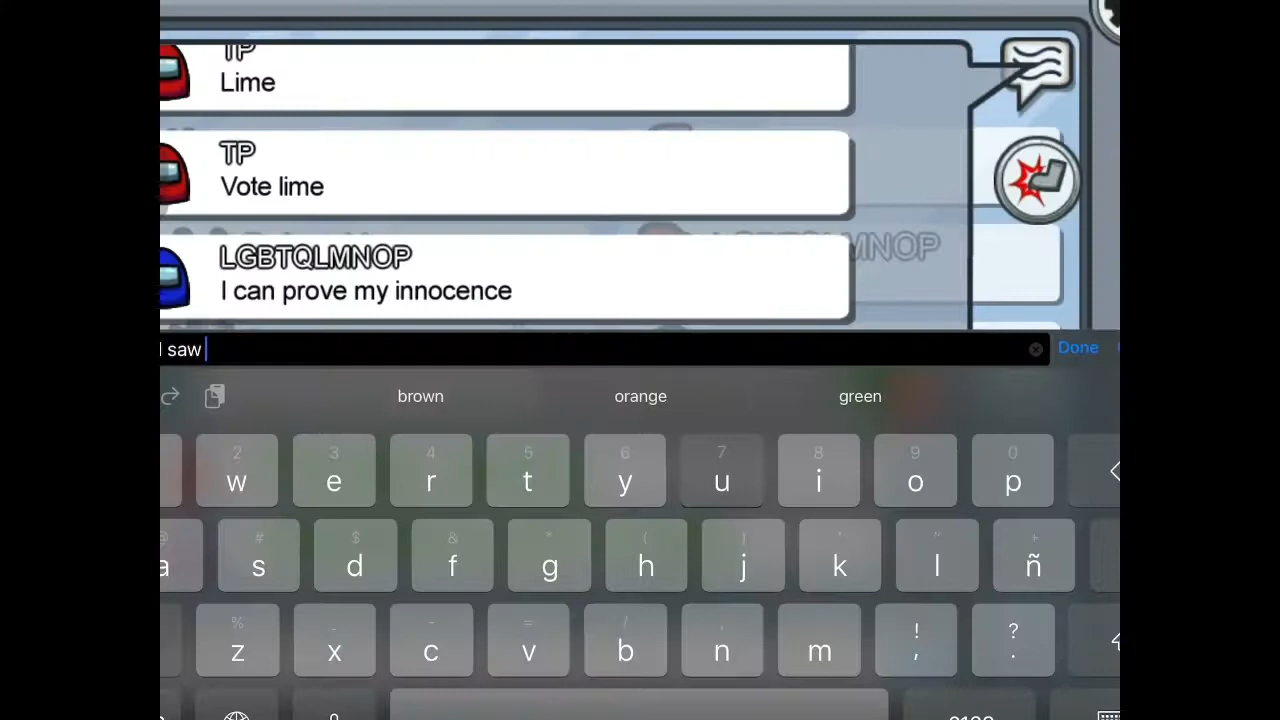 TP
Lime
TP
Vote lime
LGBTQLMNOP
MNOP
I can prove my innocence
I saw
Done
brown
orange
green
2 3 4 5 6 7 8 9 0
w e r t y u i o p
@ # $ & * ( ) ' " +
a s d f g h j k l ñ
% - = / ! ?
z x c v b n m , .